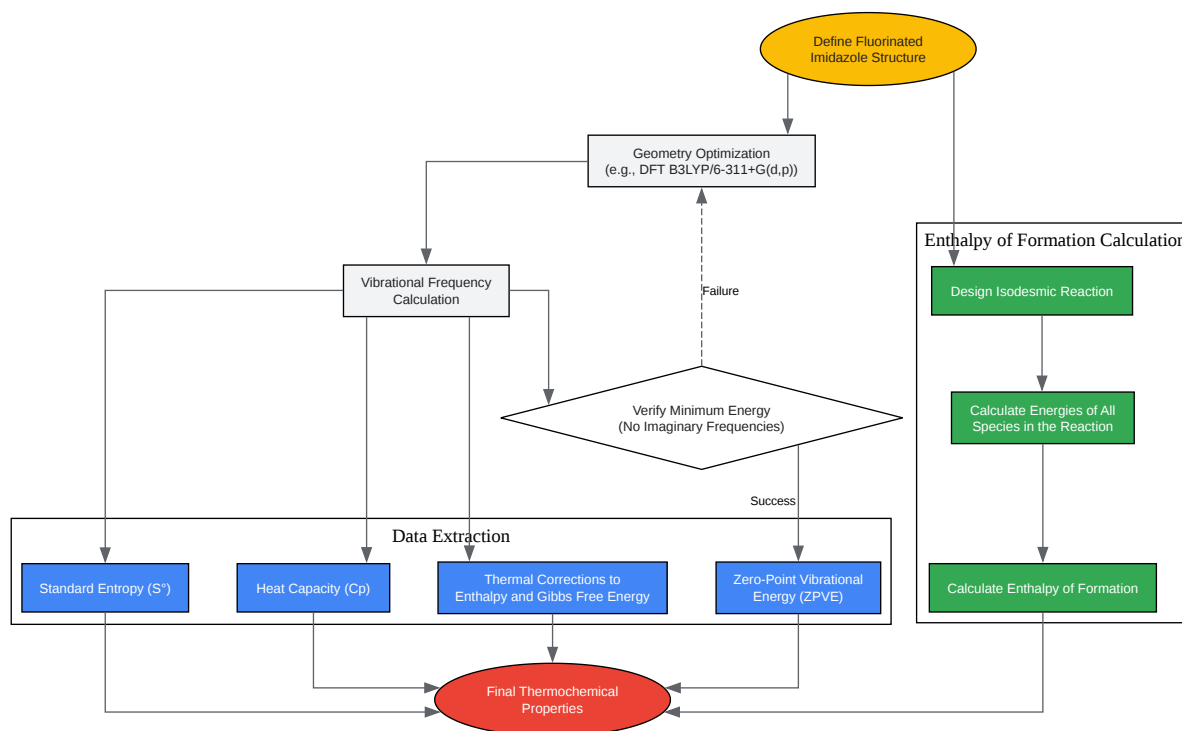 Define Fluorinated
Imidazole Structure
Geometry Optimization
(e.g., DFT B3LYP/6-311+G(d,p))
Enthalpy of Formation Calculation
Vibrational Frequency
Calculation
Failure
Design Isodesmic Reaction
Verify Minimum Energy
(No Imaginary Frequencies)
Calculate Energies of All
Species in the Reaction
Success
Data Extraction
Standard Entropy (S°)
Heat Capacity (Cp)
Thermal Corrections to
Enthalpy and Gibbs Free Energy
Zero-Point Vibrational
Energy (ZPVE)
Calculate Enthalpy of Formation
Final Thermochemical
Properties